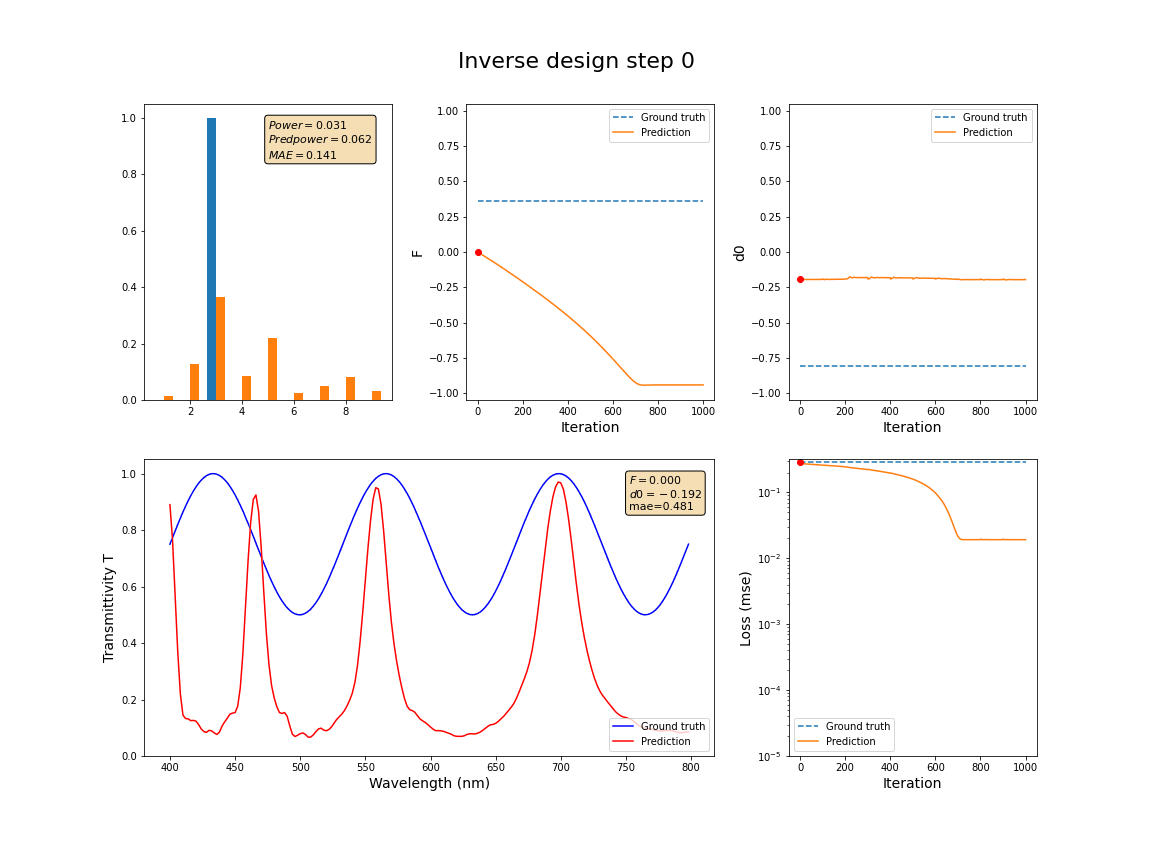 Inverse design step 0
1.0
0.8
0.6
0.4
0.2
0.0
2
4
6
8
Power = 0.031
Predpower = 0.062
MAE = 0.141
F
1.00
0.75
0.50
0.25
0.00
−0.25
−0.50
−0.75
−1.00
0
200
400
600
800
1000
Iteration
Ground truth
Prediction
d0
1.00
0.75
0.50
0.25
0.00
−0.25
−0.50
−0.75
−1.00
0
200
400
600
800
1000
Iteration
Ground truth
Prediction
Transmittivity T
1.0
0.8
0.6
0.4
0.2
0.0
400
450
500
550
600
650
700
750
800
Wavelength (nm)
F = 0.000
d0 = −0.192
mae=0.481
Ground truth
Prediction
Loss (mse)
10⁻¹
10⁻²
10⁻³
10⁻⁴
10⁻⁵
0
200
400
600
800
1000
Iteration
Ground truth
Prediction